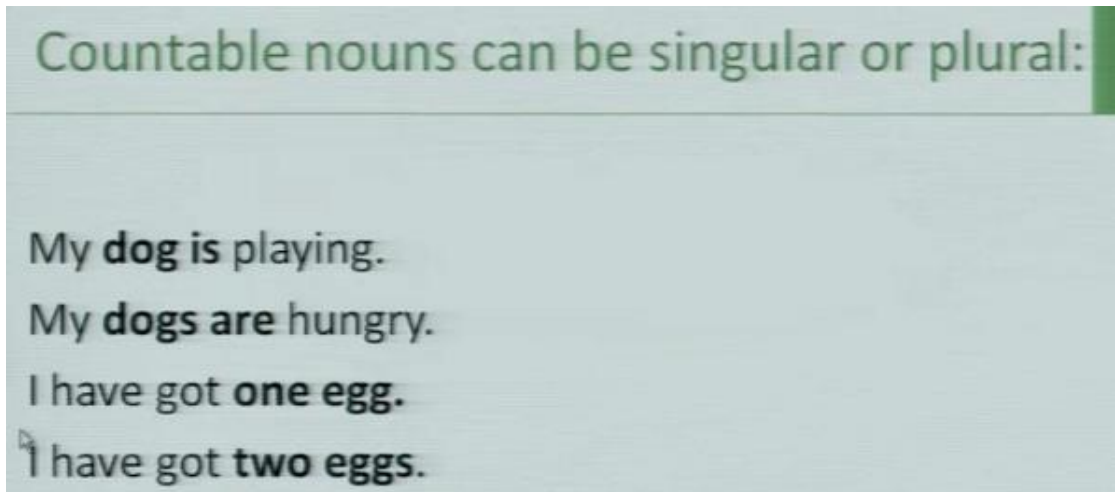 Countable nouns can be singular or plural:
My dog is playing.
My dogs are hungry.
I have got one egg.
I have got two eggs.